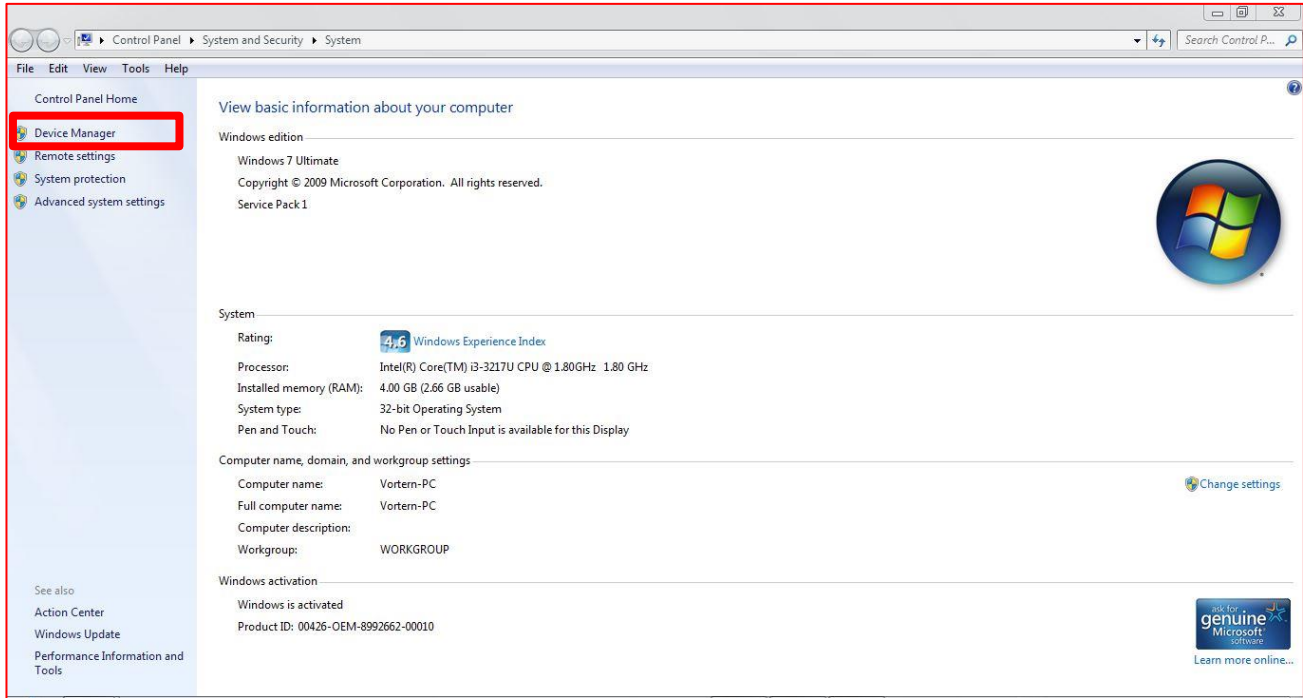 Control Panel ▸ System and Security ▸ System
Search Control P...
File Edit View Tools Help
Control Panel Home
Device Manager
Remote settings
System protection
Advanced system settings
See also
Action Center
Windows Update
Performance Information and
Tools
View basic information about your computer
Windows edition
Windows 7 Ultimate
Copyright © 2009 Microsoft Corporation. All rights reserved.
Service Pack 1
System
Rating: 4,6 Windows Experience Index
Processor: Intel(R) Core(TM) i3-3217U CPU @ 1.80GHz 1.80 GHz
Installed memory (RAM): 4.00 GB (2.66 GB usable)
System type: 32-bit Operating System
Pen and Touch: No Pen or Touch Input is available for this Display
Computer name, domain, and workgroup settings
Computer name: Vortern-PC
Change settings
Full computer name: Vortern-PC
Computer description:
Workgroup: WORKGROUP
Windows activation
Windows is activated
Product ID: 00426-OEM-8992662-00010
ask for
genuine
Microsoft
software
Learn more online...